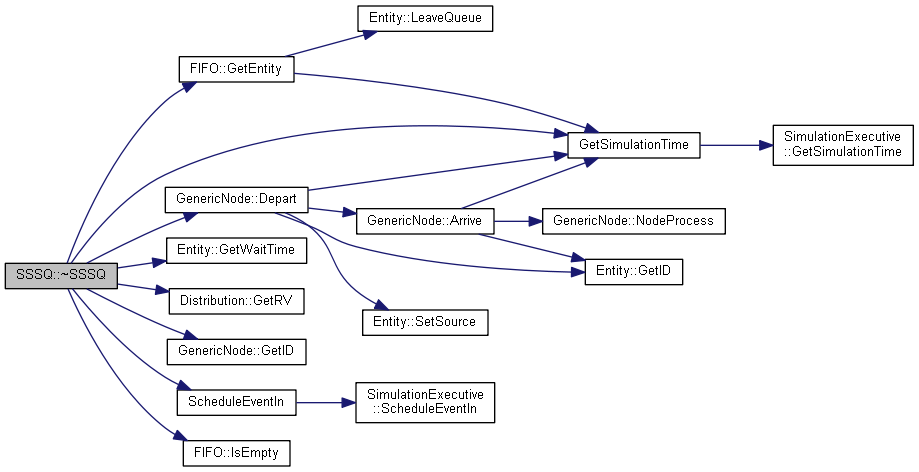 Entity::LeaveQueue
FIFO::GetEntity
GetSimulationTime
SimulationExecutive
::GetSimulationTime
GenericNode::Depart
GenericNode::Arrive
GenericNode::NodeProcess
Entity::GetWaitTime
SSSQ::~SSSQ
Entity::GetID
Distribution::GetRV
Entity::SetSource
GenericNode::GetID
ScheduleEventIn
SimulationExecutive
::ScheduleEventIn
FIFO::IsEmpty